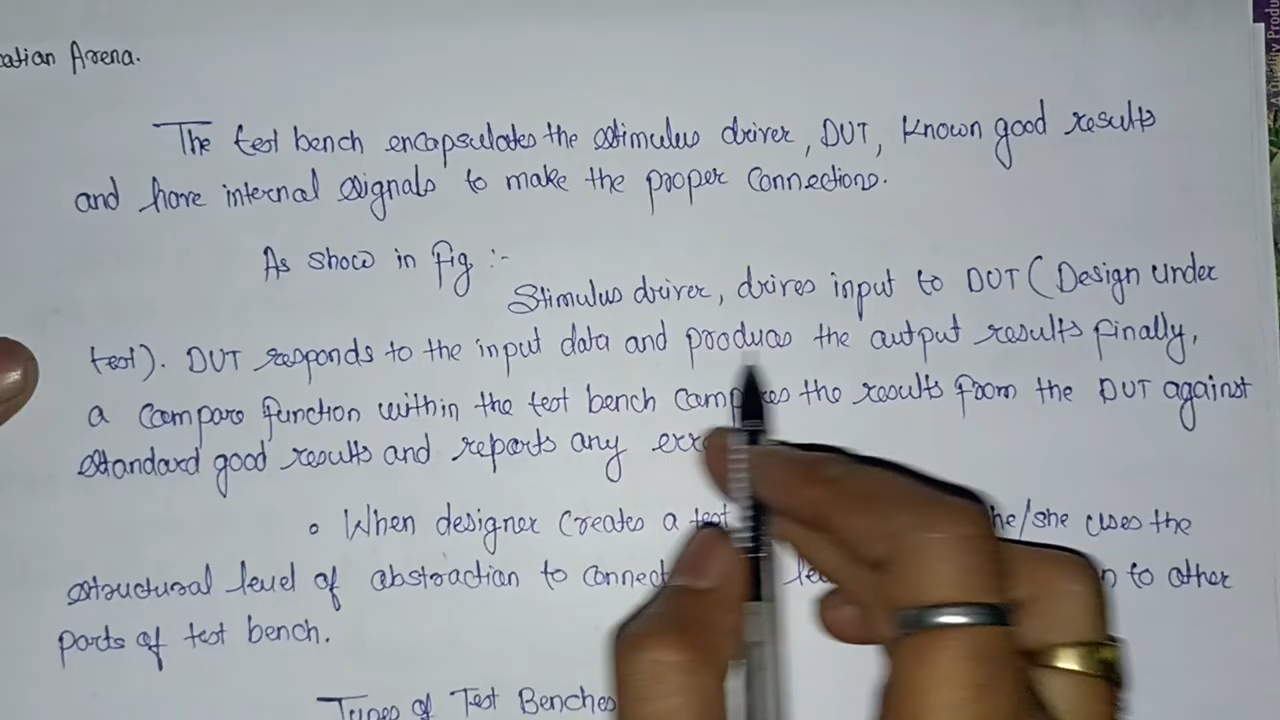 Arena.
The test bench encapsulates the stimulus driver, DUT, Known good results
and have internal signals to make the proper connections.
As show in fig :-
Stimulus driver, drives input to DUT (Design under
test). DUT responds to the input data and produces the output results finally,
a compare function within the test bench compares the results from the DUT against
standard good results and reports any
• When designer creates a test he/she uses the
structural level of abstraction to connect to other
parts of test bench.
Types of Test Benches